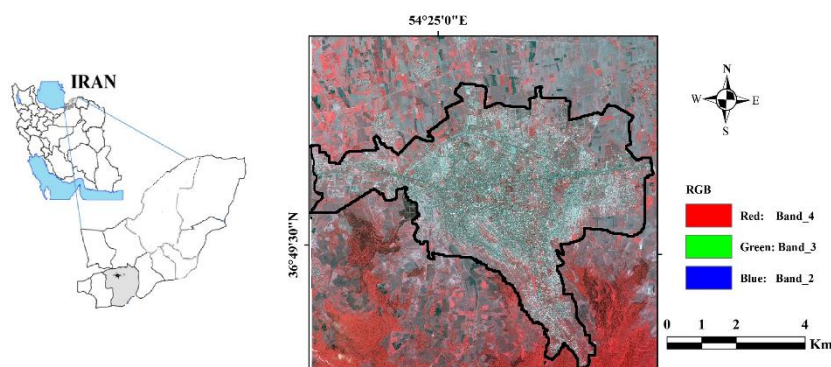 54°25'0"E
IRAN
36°49'30"N
N
W
E
S
RGB
Red: Band_4
Green: Band_3
Blue: Band_2
0 1 2 4
Km